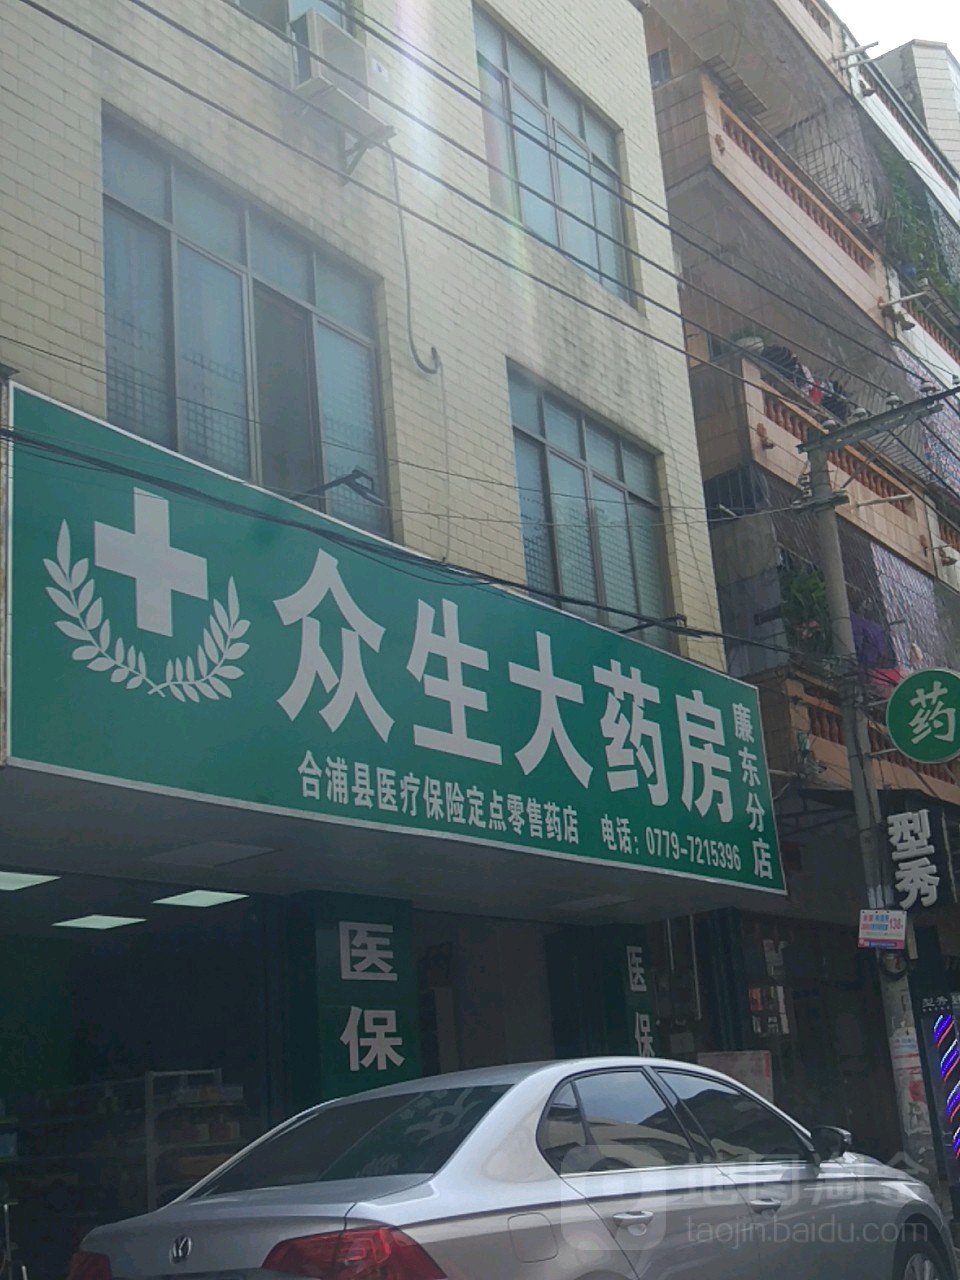 众生大药房
廉东分店
合浦县医疗保险定点零售药店 电话：0779-7215396
药
型秀
医保
医保
138
taojin.baidu.com